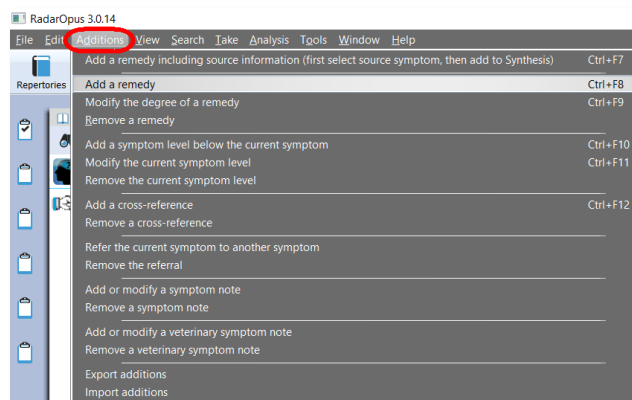 RadarOpus 3.0.14
File Edit Additions View Search Take Analysis Tools Window Help
Repertories
Add a remedy including source information (first select source symptom, then add to Synthesis) Ctrl+F7
Add a remedy Ctrl+F8
Modify the degree of a remedy Ctrl+F9
Remove a remedy
Add a symptom level below the current symptom Ctrl+F10
Modify the current symptom level Ctrl+F11
Remove the current symptom level
Add a cross-reference Ctrl+F12
Remove a cross-reference
Refer the current symptom to another symptom
Remove the referral
Add or modify a symptom note
Remove a symptom note
Add or modify a veterinary symptom note
Remove a veterinary symptom note
Export additions
Import additions